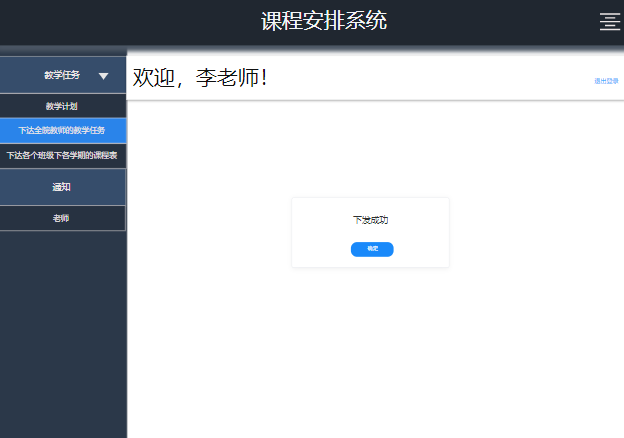 课程安排系统
教学任务
教学计划
下达全院教师的教学任务
下达各个班级下各学期的课程表
通知
老师
欢迎，李老师！
退出登录
下发成功
确定